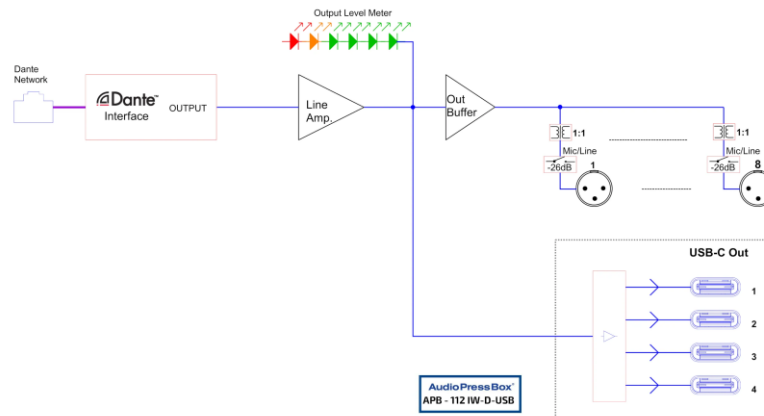 Output Level Meter
Dante
Network
Dante™
Interface
OUTPUT
Line
Amp.
Out
Buffer
1:1
1:1
Mic/Line
-26dB
1
Mic/Line
-26dB
8
USB-C Out
1
2
3
4
AudioPressBox®
APB - 112 IW-D-USB